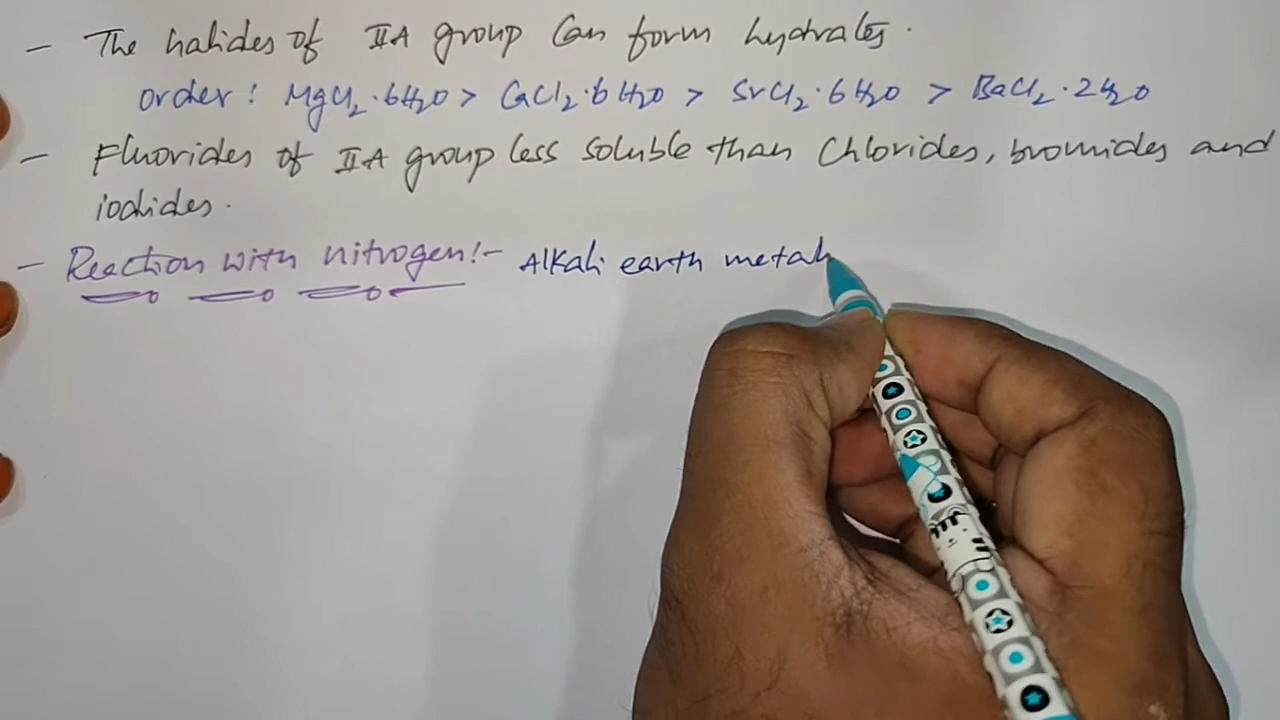 - The halides of IIA group Can form hydrates.
order: MgCl₂·6H₂O > CaCl₂·6H₂O > SrCl₂·6H₂O > BaCl₂·2H₂O
- Fluorides of IIA group less soluble than Chlorides, bromides and
iodides.
- Reaction with nitrogen:- Alkali earth metals